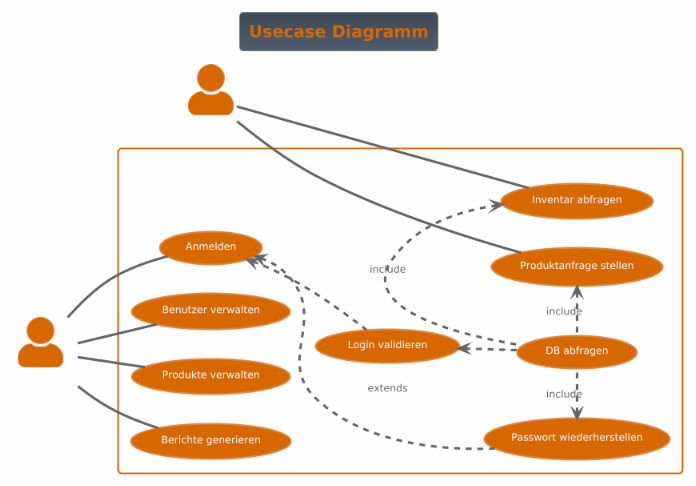 Usecase Diagramm
Inventar abfragen
Anmelden
Produktanfrage stellen
include
Benutzer verwalten
include
Login validieren
DB abfragen
Produkte verwalten
extends
include
Berichte generieren
Passwort wiederherstellen